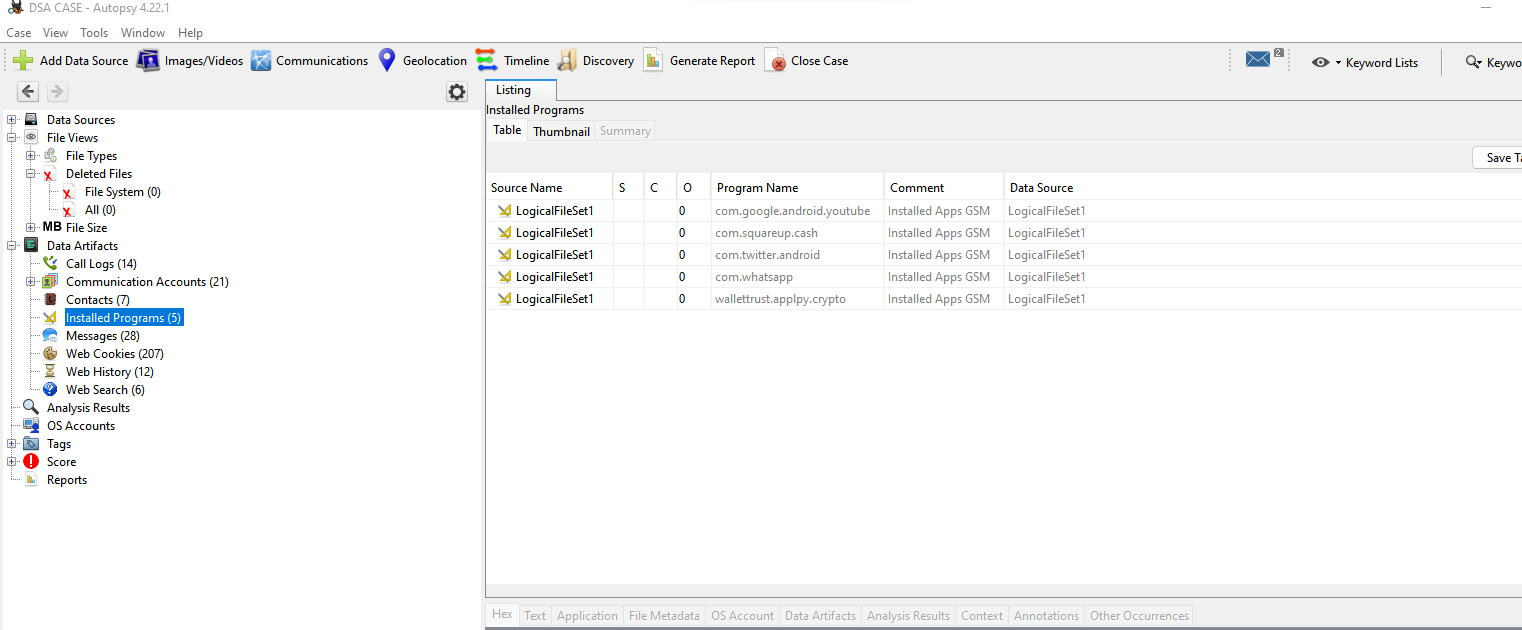 DSA CASE - Autopsy 4.22.1
Case View Tools Window Help
Add Data Source Images/Videos Communications Geolocation Timeline Discovery Generate Report Close Case 2 Keyword Lists Keywo
Listing
Installed Programs
Table Thumbnail Summary
Save Ta
Data Sources
File Views
File Types
Deleted Files
File System (0)
All (0)
MB File Size
Data Artifacts
Call Logs (14)
Communication Accounts (21)
Contacts (7)
Installed Programs (5)
Messages (28)
Web Cookies (207)
Web History (12)
Web Search (6)
Analysis Results
OS Accounts
Tags
Score
Reports
Source Name S C O Program Name Comment Data Source
LogicalFileSet1 0 com.google.android.youtube Installed Apps GSM LogicalFileSet1
LogicalFileSet1 0 com.squareup.cash Installed Apps GSM LogicalFileSet1
LogicalFileSet1 0 com.twitter.android Installed Apps GSM LogicalFileSet1
LogicalFileSet1 0 com.whatsapp Installed Apps GSM LogicalFileSet1
LogicalFileSet1 0 wallettrust.applpy.crypto Installed Apps GSM LogicalFileSet1
Hex Text Application File Metadata OS Account Data Artifacts Analysis Results Context Annotations Other Occurrences